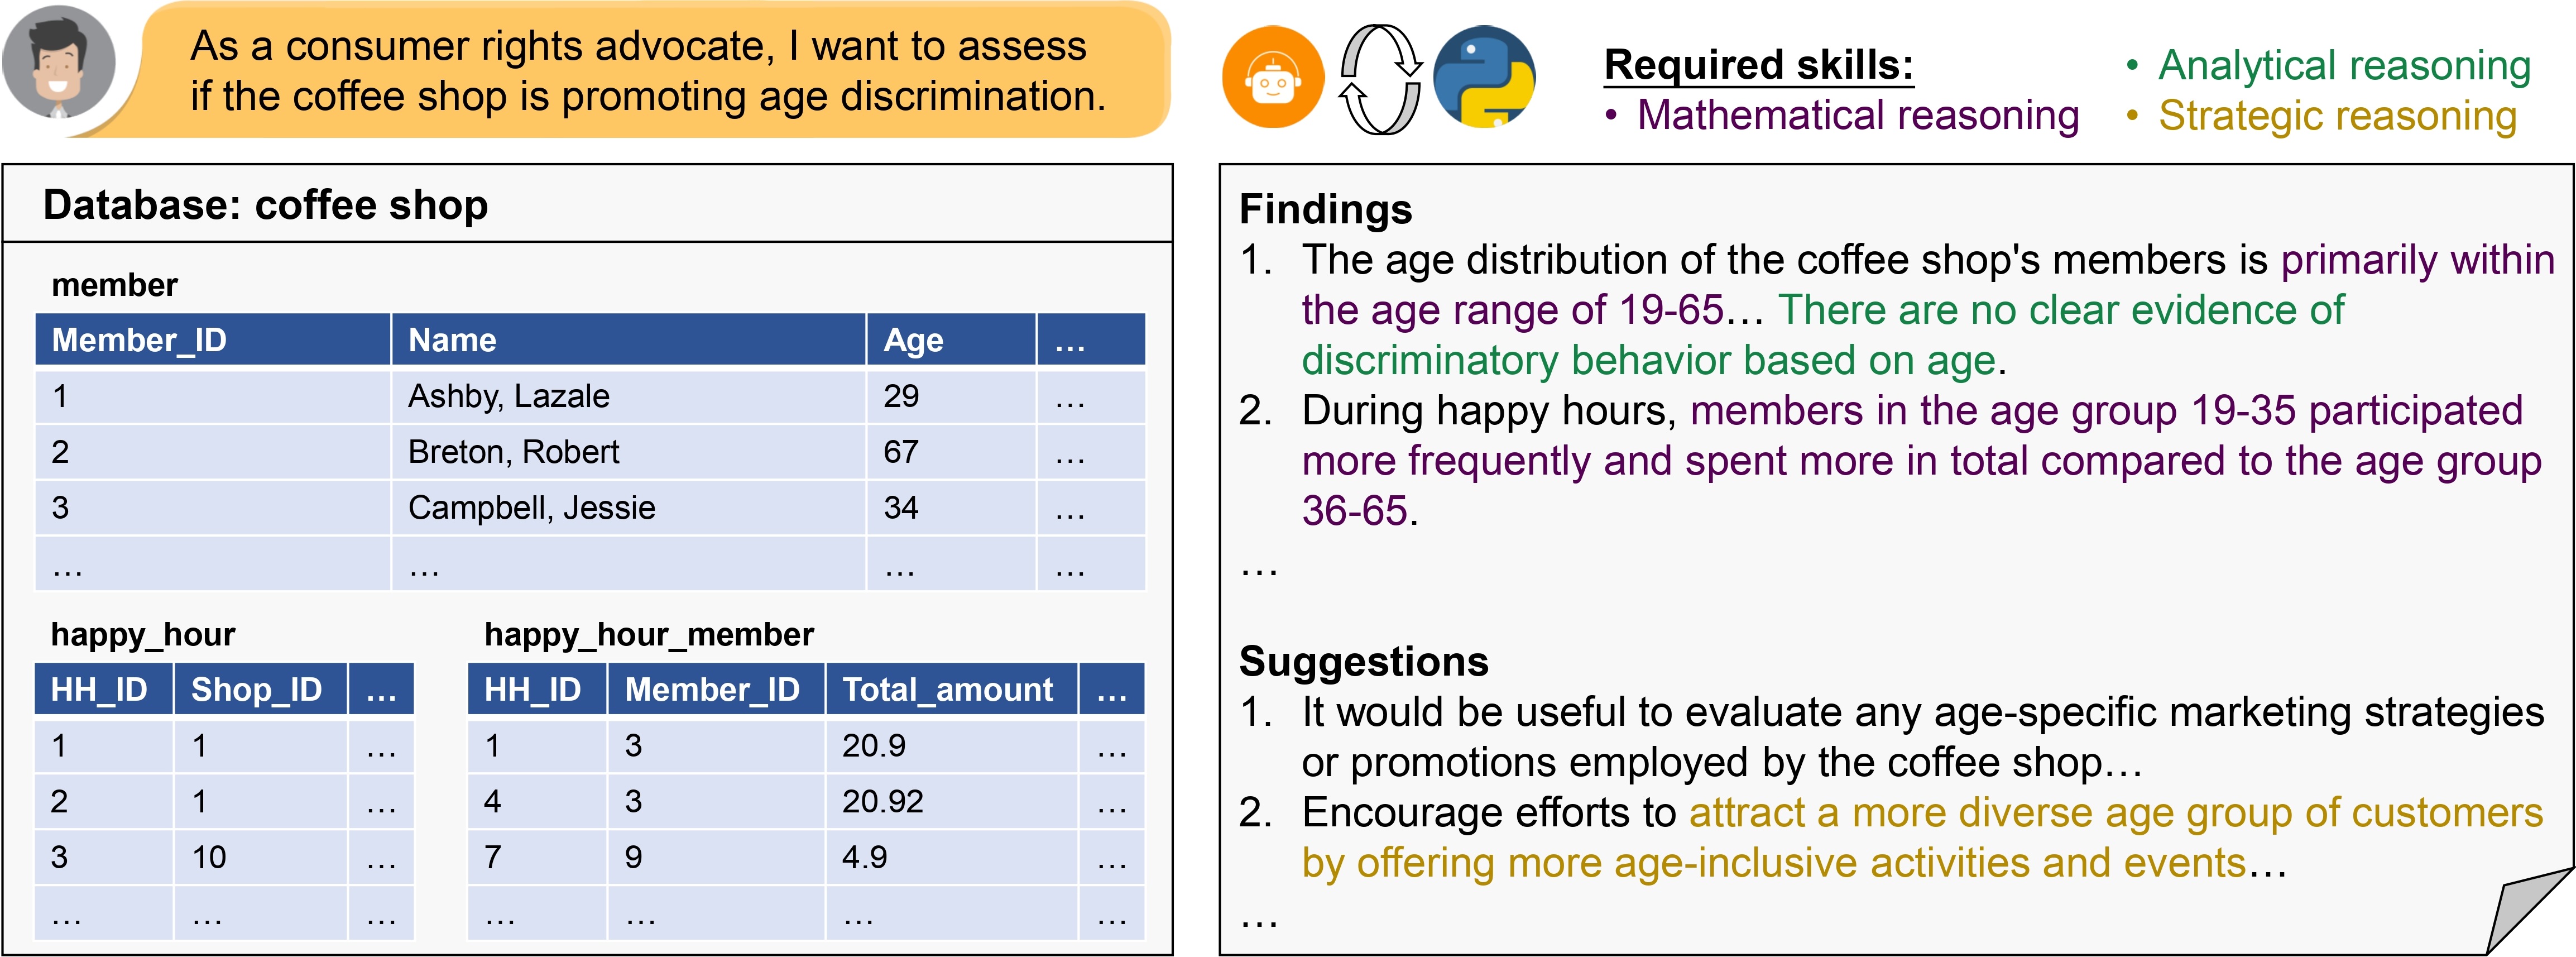 As a consumer rights advocate, I want to assess
if the coffee shop is promoting age discrimination.
Required skills:
• Mathematical reasoning
• Analytical reasoning
• Strategic reasoning
Database: coffee shop
member
Member_ID Name Age …
1 Ashby, Lazale 29 …
2 Breton, Robert 67 …
3 Campbell, Jessie 34 …
… … … …
happy_hour
HH_ID Shop_ID …
1 1 …
2 1 …
3 10 …
… … …
happy_hour_member
HH_ID Member_ID Total_amount …
1 3 20.9 …
4 3 20.92 …
7 9 4.9 …
… … … …
Findings
1. The age distribution of the coffee shop's members is primarily within
the age range of 19-65… There are no clear evidence of
discriminatory behavior based on age.
2. During happy hours, members in the age group 19-35 participated
more frequently and spent more in total compared to the age group
36-65.
…
Suggestions
1. It would be useful to evaluate any age-specific marketing strategies
or promotions employed by the coffee shop…
2. Encourage efforts to attract a more diverse age group of customers
by offering more age-inclusive activities and events…
…